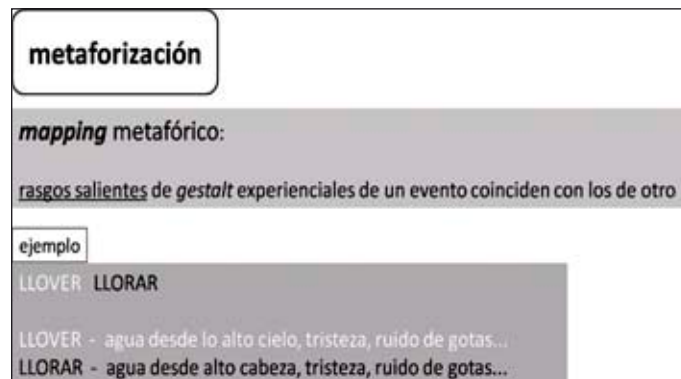 metaforización
mapping metafórico:
rasgos salientes de gestalt experienciales de un evento coinciden con los de otro
ejemplo
LLOVER LLORAR
LLOVER - agua desde lo alto cielo, tristeza, ruido de gotas...
LLORAR - agua desde alto cabeza, tristeza, ruido de gotas...